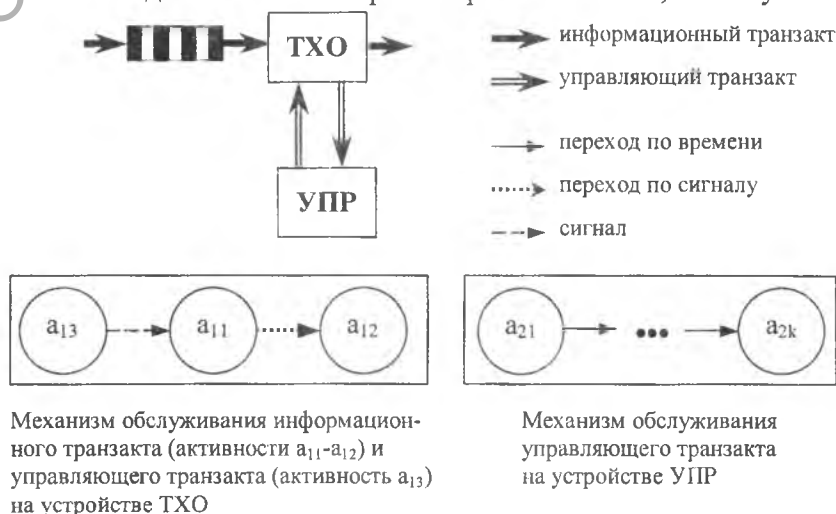 ТХО
УПР
информационный транзакт
управляющий транзакт
переход по времени
переход по сигналу
сигнал
a₁₃ a₁₁ a₁₂
a₂₁ ••• a₂ₖ
Механизм обслуживания информацион-
ного транзакта (активности a₁₁-a₁₂) и
управляющего транзакта (активность a₁₃)
на устройстве ТХО
Механизм обслуживания
управляющего транзакта
на устройстве УПР